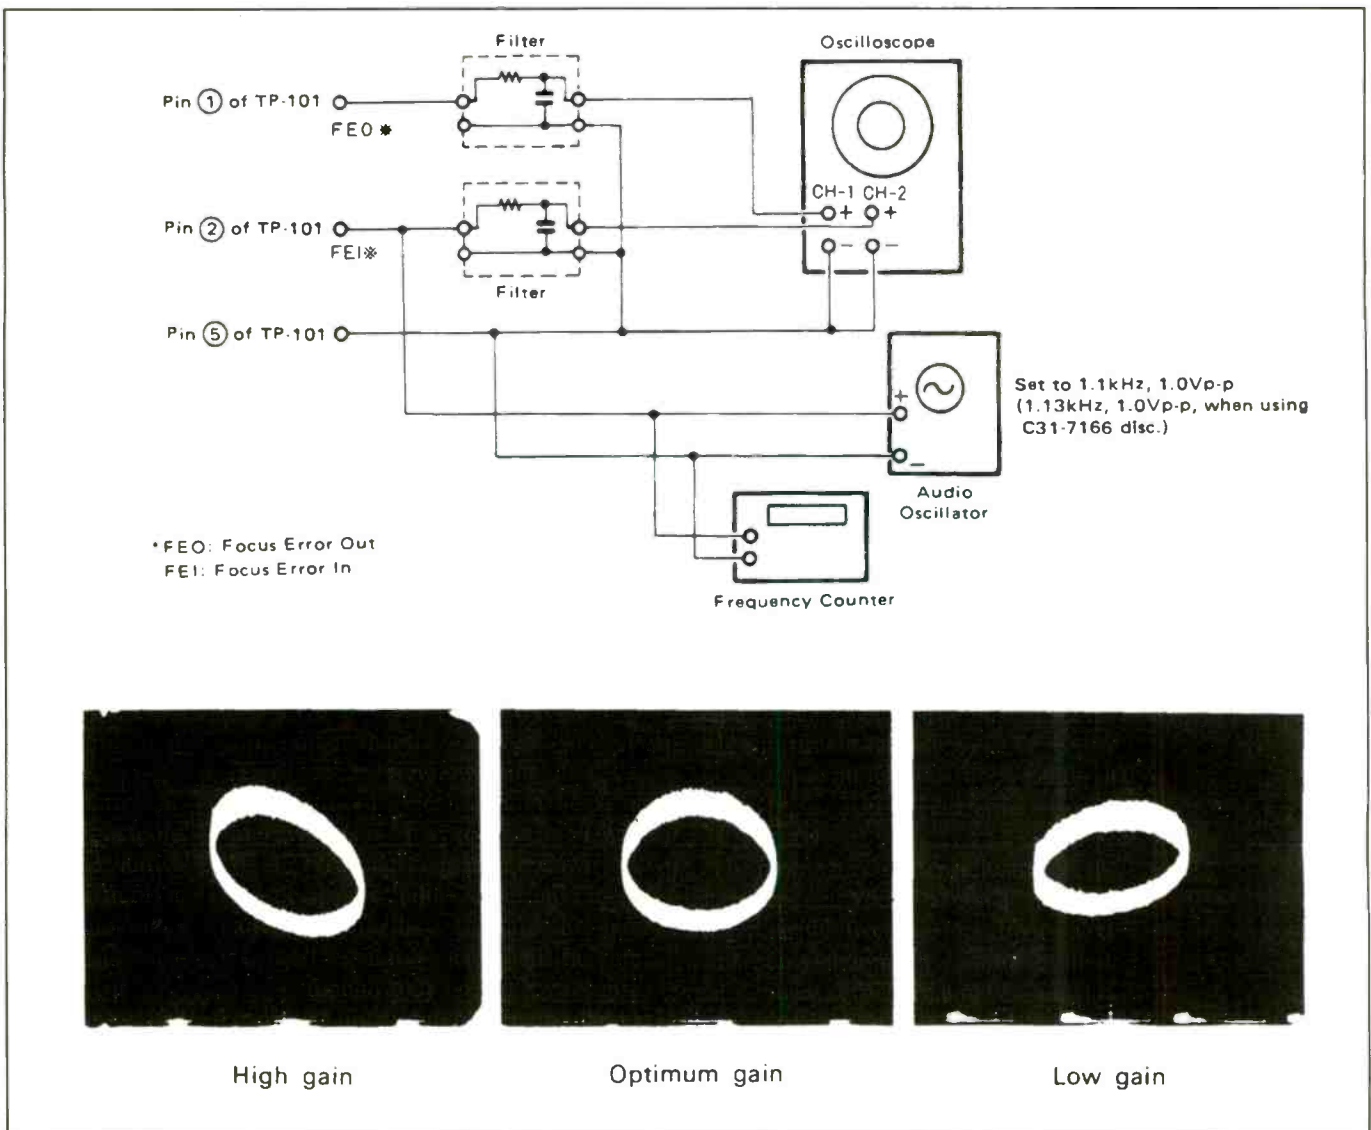 Filter
Oscilloscope
Pin ① of TP-101
FEO ※
CH-1 CH-2
+ +
- -
Pin ② of TP-101
FEI※
Filter
Pin ⑤ of TP-101
+
-
Set to 1.1kHz, 1.0Vp-p
(1.13kHz, 1.0Vp-p, when using
C31-7166 disc.)
Audio
Oscillator
*FEO: Focus Error Out
FEI: Focus Error In
Frequency Counter
High gain
Optimum gain
Low gain